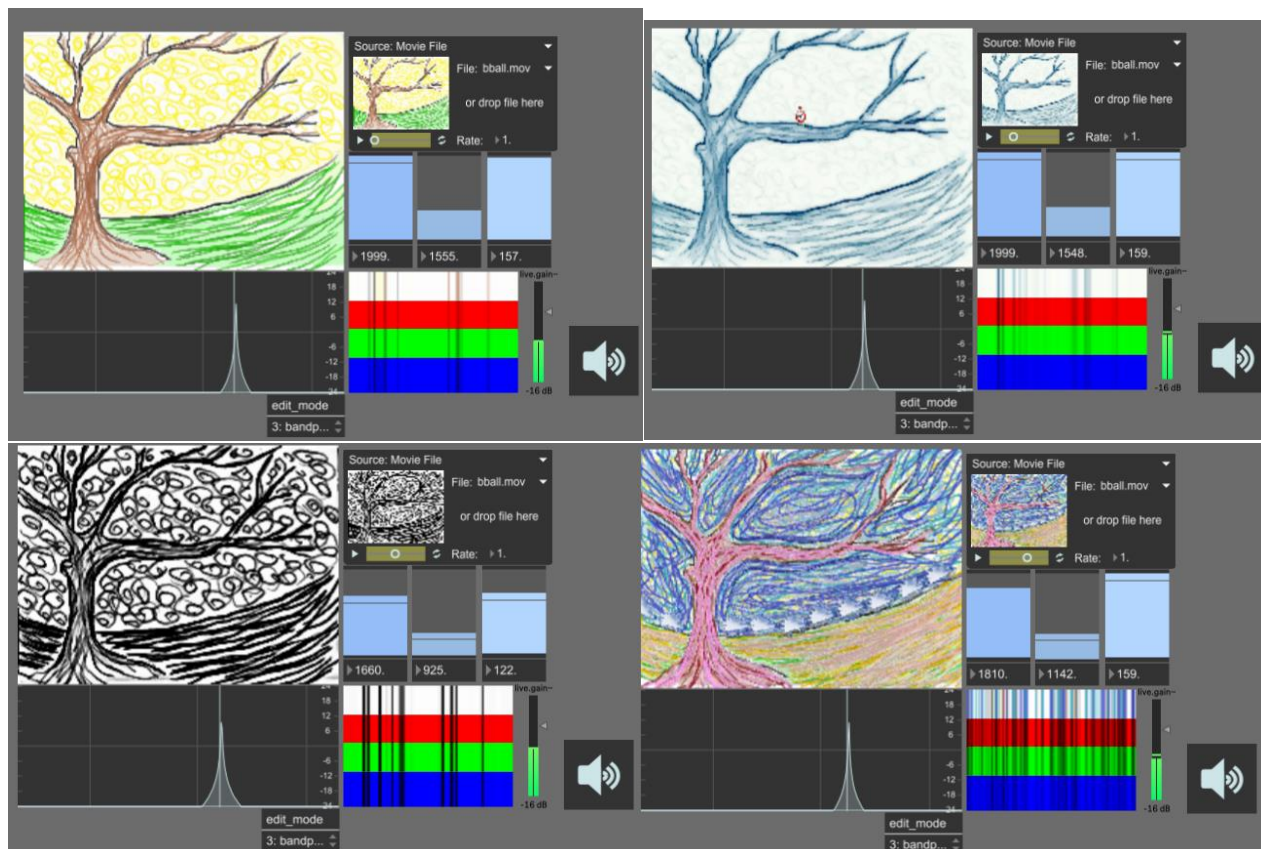 Source: Movie File
File: bball.mov
or drop file here
Rate: 1.
1999. 1555. 157.
live.gain~
24
18
12
6
-6
-12
-18
-24
-16 dB
edit_mode
3: bandp...
Source: Movie File
File: bball.mov
or drop file here
Rate: 1.
1999. 1548. 159.
live.gain~
24
18
12
6
-6
-12
-18
-24
-16 dB
edit_mode
3: bandp...
Source: Movie File
File: bball.mov
or drop file here
Rate: 1.
1660. 925. 122.
live.gain~
18
12
6
-6
-12
-18
-24
-16 dB
edit_mode
3: bandp...
Source: Movie File
File: bball.mov
or drop file here
Rate: 1.
1810. 1142. 159.
live.gain~
18
12
6
-6
-12
-18
-24
-16 dB
edit_mode
3: bandp...